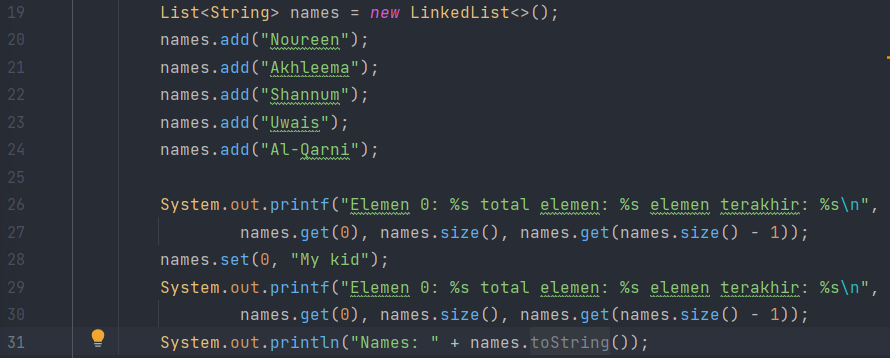 19 List<String> names = new LinkedList<>();
20 names.add("Noureen");
21 names.add("Akhleema");
22 names.add("Shannum");
23 names.add("Uwais");
24 names.add("Al-Qarni");
25
26 System.out.printf("Elemen 0: %s total elemen: %s elemen terakhir: %s\n",
27 names.get(0), names.size(), names.get(names.size() - 1));
28 names.set(0, "My kid");
29 System.out.printf("Elemen 0: %s total elemen: %s elemen terakhir: %s\n",
30 names.get(0), names.size(), names.get(names.size() - 1));
31 System.out.println("Names: " + names.toString());